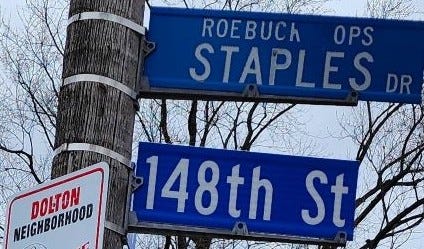 ROEBUCK OPS
STAPLES DR
148th St
DOLTON
NEIGHBORHOOD